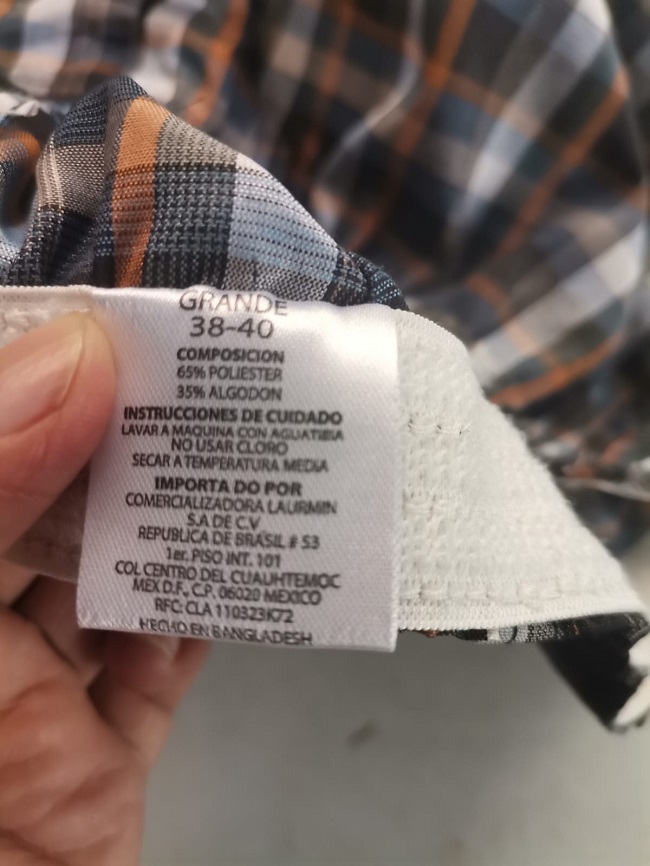 GRANDE
38-40
COMPOSICION
65% POLIESTER
35% ALGODON
INSTRUCCIONES DE CUIDADO
LAVAR A MAQUINA CON AGUATIBIA
NO USAR CLORO
SECAR A TEMPERATURA MEDIA
IMPORTA DO POR
COMERCIALIZADORA LAURMIN
S.A DE C.V
REPUBLICA DE BRASIL # 53
1er. PISO INT. 101
COL CENTRO DEL CUAUHTEMOC
MEX D.F., C.P. 06020 MEXICO
RFC: CLA 110323K72
HECHO EN BANGLADESH